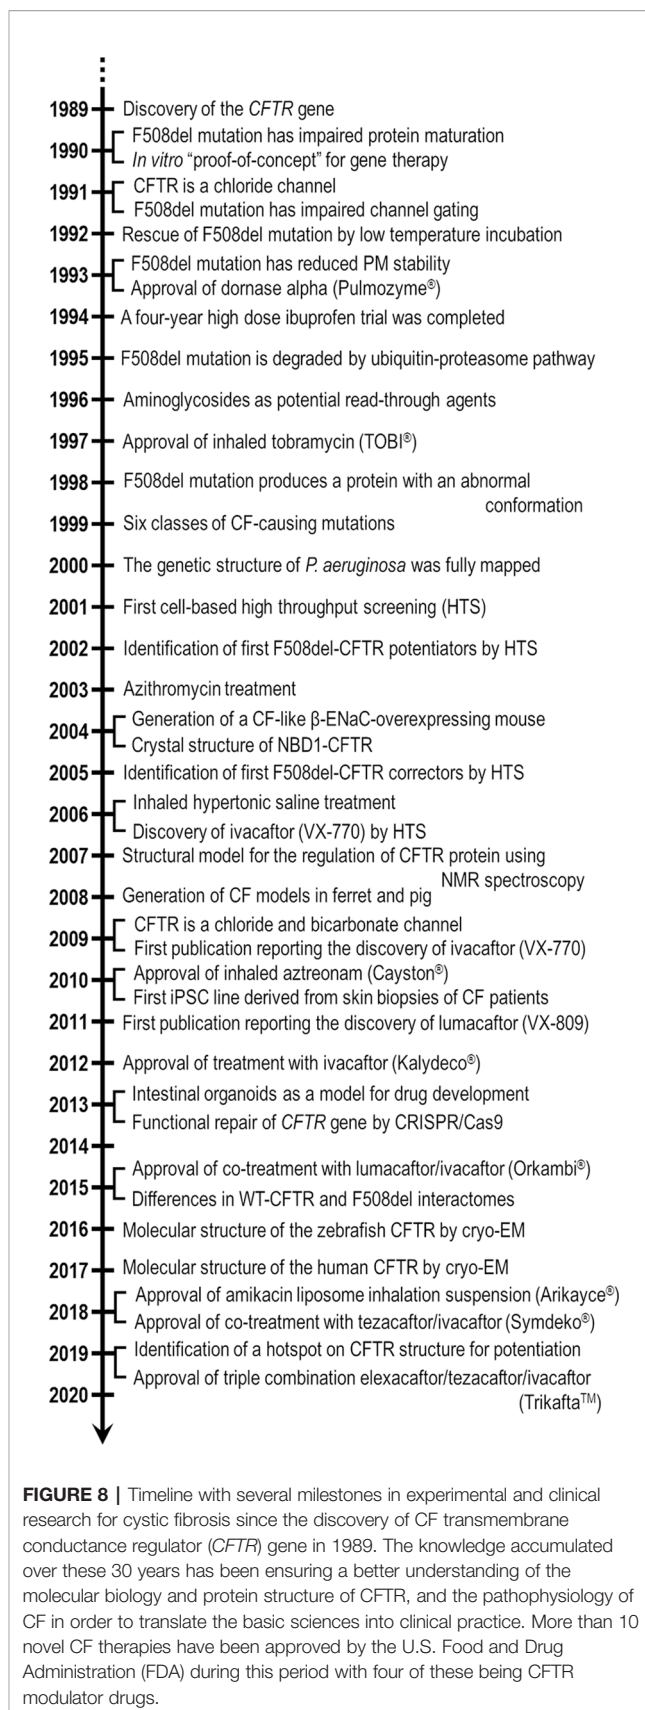 1989 Discovery of the CFTR gene
F508del mutation has impaired protein maturation
1990
In vitro “proof-of-concept” for gene therapy
CFTR is a chloride channel
1991
F508del mutation has impaired channel gating
1992 Rescue of F508del mutation by low temperature incubation
F508del mutation has reduced PM stability
1993
Approval of dornase alpha (Pulmozyme®)
1994 A four-year high dose ibuprofen trial was completed
1995 F508del mutation is degraded by ubiquitin-proteasome pathway
1996 Aminoglycosides as potential read-through agents
1997 Approval of inhaled tobramycin (TOBI®)
1998 F508del mutation produces a protein with an abnormal
conformation
1999 Six classes of CF-causing mutations
2000 The genetic structure of P. aeruginosa was fully mapped
2001 First cell-based high throughput screening (HTS)
2002 Identification of first F508del-CFTR potentiators by HTS
2003 Azithromycin treatment
Generation of a CF-like β-ENaC-overexpressing mouse
2004
Crystal structure of NBD1-CFTR
2005 Identification of first F508del-CFTR correctors by HTS
Inhaled hypertonic saline treatment
2006
Discovery of ivacaftor (VX-770) by HTS
2007 Structural model for the regulation of CFTR protein using
NMR spectroscopy
2008 Generation of CF models in ferret and pig
CFTR is a chloride and bicarbonate channel
2009
First publication reporting the discovery of ivacaftor (VX-770)
Approval of inhaled aztreonam (Cayston®)
2010
First iPSC line derived from skin biopsies of CF patients
2011 First publication reporting the discovery of lumacaftor (VX-809)
2012 Approval of treatment with ivacaftor (Kalydeco®)
Intestinal organoids as a model for drug development
2013
Functional repair of CFTR gene by CRISPR/Cas9
2014
Approval of co-treatment with lumacaftor/ivacaftor (Orkambi®)
2015
Differences in WT-CFTR and F508del interactomes
2016 Molecular structure of the zebrafish CFTR by cryo-EM
2017 Molecular structure of the human CFTR by cryo-EM
Approval of amikacin liposome inhalation suspension (Arikayce®)
2018
Approval of co-treatment with tezacaftor/ivacaftor (Symdeko®)
2019 Identification of a hotspot on CFTR structure for potentiation
Approval of triple combination elexacaftor/tezacaftor/ivacaftor
2020
(Trikafta™)
FIGURE 8 | Timeline with several milestones in experimental and clinical
research for cystic fibrosis since the discovery of CF transmembrane
conductance regulator (CFTR) gene in 1989. The knowledge accumulated
over these 30 years has been ensuring a better understanding of the
molecular biology and protein structure of CFTR, and the pathophysiology of
CF in order to translate the basic sciences into clinical practice. More than 10
novel CF therapies have been approved by the U.S. Food and Drug
Administration (FDA) during this period with four of these being CFTR
modulator drugs.